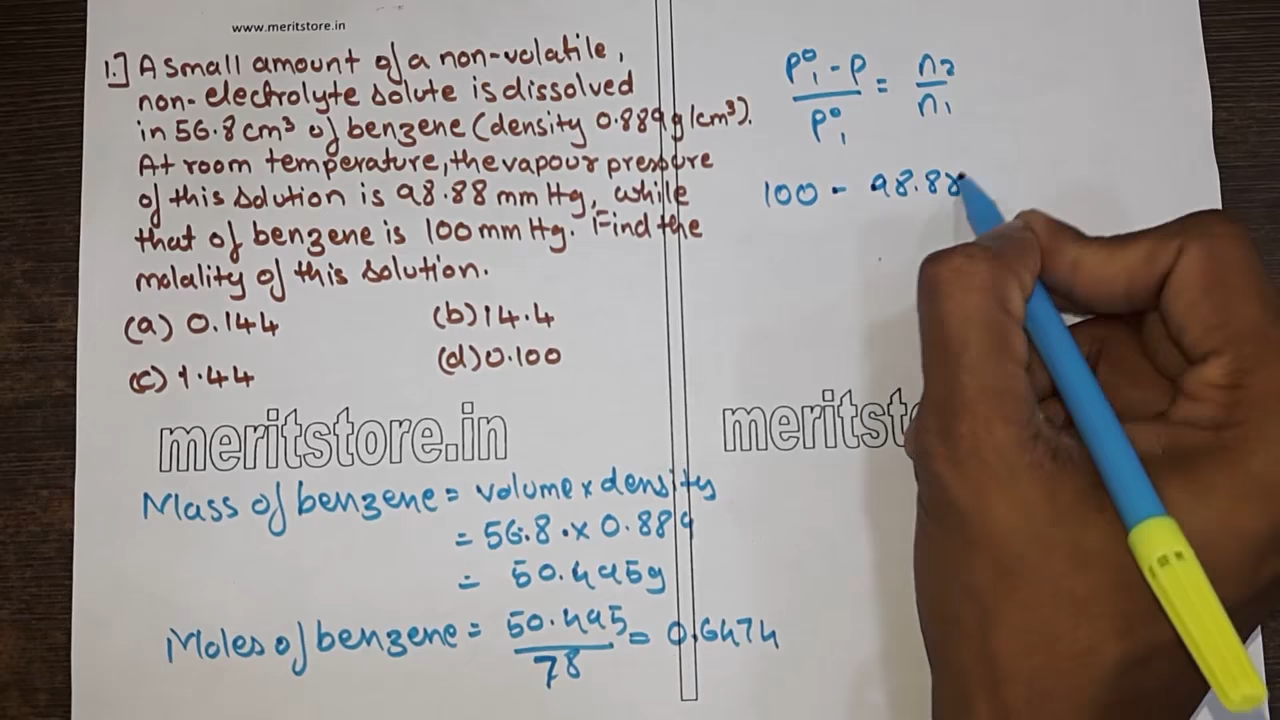 www.meritstore.in
1.] A small amount of a non-volatile,
non-electrolyte solute is dissolved
in 56.8 cm³ of benzene (density 0.889 g/cm³).
At room temperature, the vapour pressure
of this solution is 98.88 mm Hg, while
that of benzene is 100 mm Hg. Find the
molality of this solution.
(a) 0.144 (b) 14.4
(c) 1.44 (d) 0.100
meritstore.in
Mass of benzene = volume × density
= 56.8 × 0.889
= 50.495g
Moles of benzene = 50.495/78 = 0.6474
p°₁ - p / p°₁ = n₂/n₁
100 - 98.88